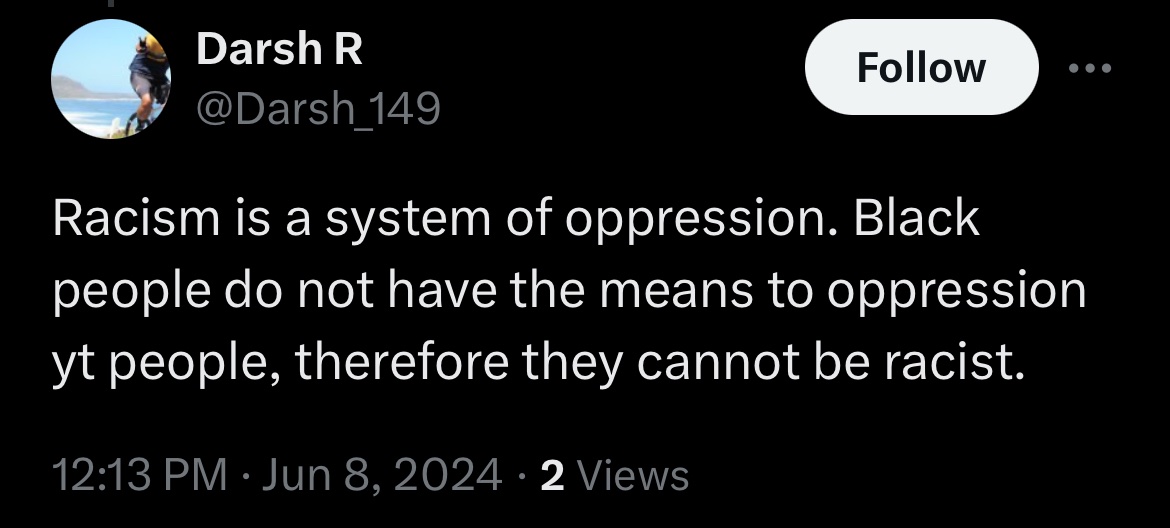 Darsh R
@Darsh_149
Follow
Racism is a system of oppression. Black
people do not have the means to oppression
yt people, therefore they cannot be racist.
12:13 PM · Jun 8, 2024 · 2 Views